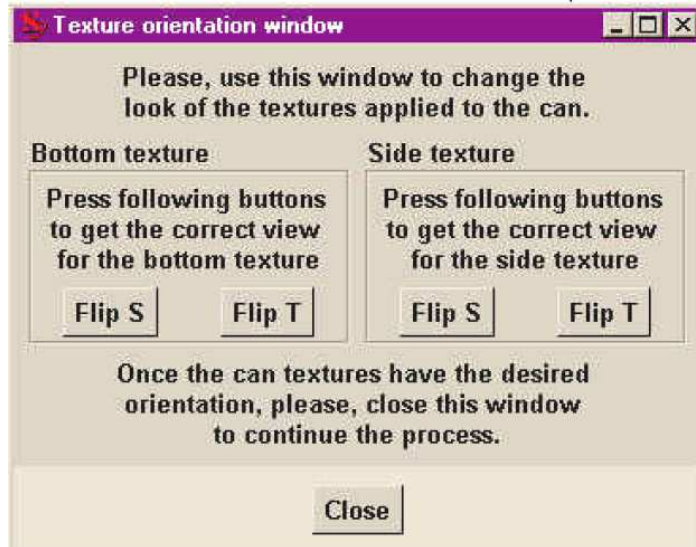 Texture orientation window
Please, use this window to change the
look of the textures applied to the can.
Bottom texture
Press following buttons
to get the correct view
for the bottom texture
Flip S Flip T
Side texture
Press following buttons
to get the correct view
for the side texture
Flip S Flip T
Once the can textures have the desired
orientation, please, close this window
to continue the process.
Close